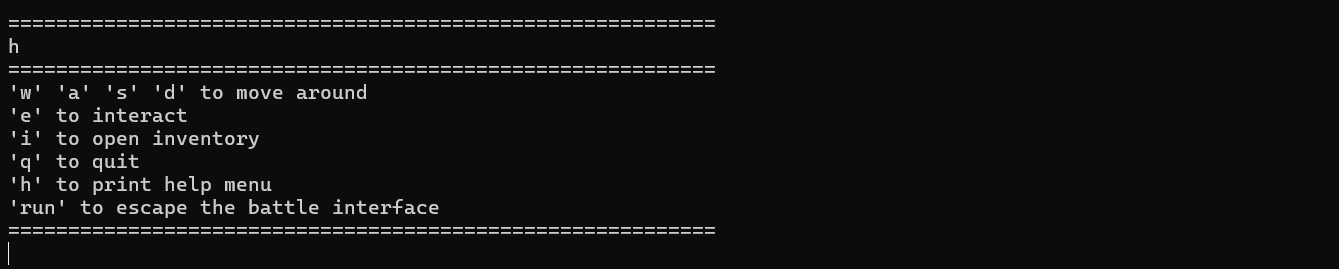 ===========================================================
h
===========================================================
'w' 'a' 's' 'd' to move around
'e' to interact
'i' to open inventory
'q' to quit
'h' to print help menu
'run' to escape the battle interface
===========================================================